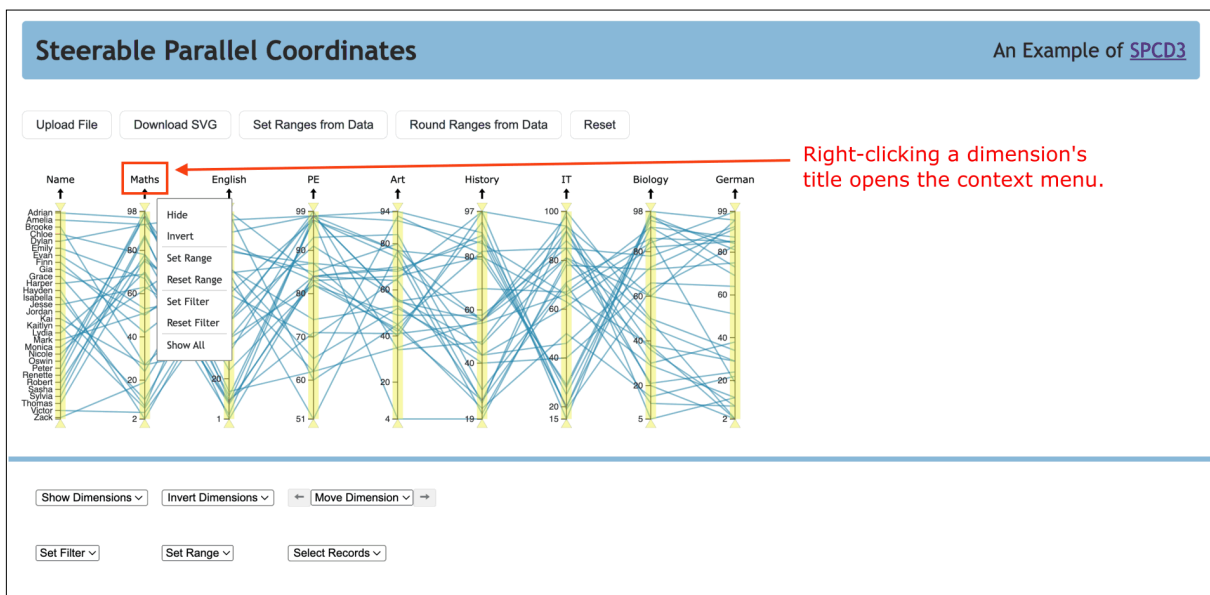 Steerable Parallel Coordinates
An Example of SPCD3
Upload File
Download SVG
Set Ranges from Data
Round Ranges from Data
Reset
Right-clicking a dimension's
title opens the context menu.
Name
Maths
English
PE
Art
History
IT
Biology
German
Adrian
Amelia
Brooke
Chloe
Dylan
Emily
Evan
Finn
Gia
Grace
Harper
Hayden
Isabella
Jesse
Jordan
Kai
Kaitlyn
Lydia
Mark
Monica
Nicole
Oswin
Peter
Renette
Robert
Sasha
Sylvia
Thomas
Victor
Zack
98
80
60
40
20
2
Hide
Invert
Set Range
Reset Range
Set Filter
Reset Filter
Show All
20
1
99
90
80
70
60
51
94
80
60
40
20
4
97
80
60
40
19
100
80
60
40
20
15
98
80
60
40
20
5
99
80
60
40
20
2
Show Dimensions
Invert Dimensions
← Move Dimension →
Set Filter
Set Range
Select Records